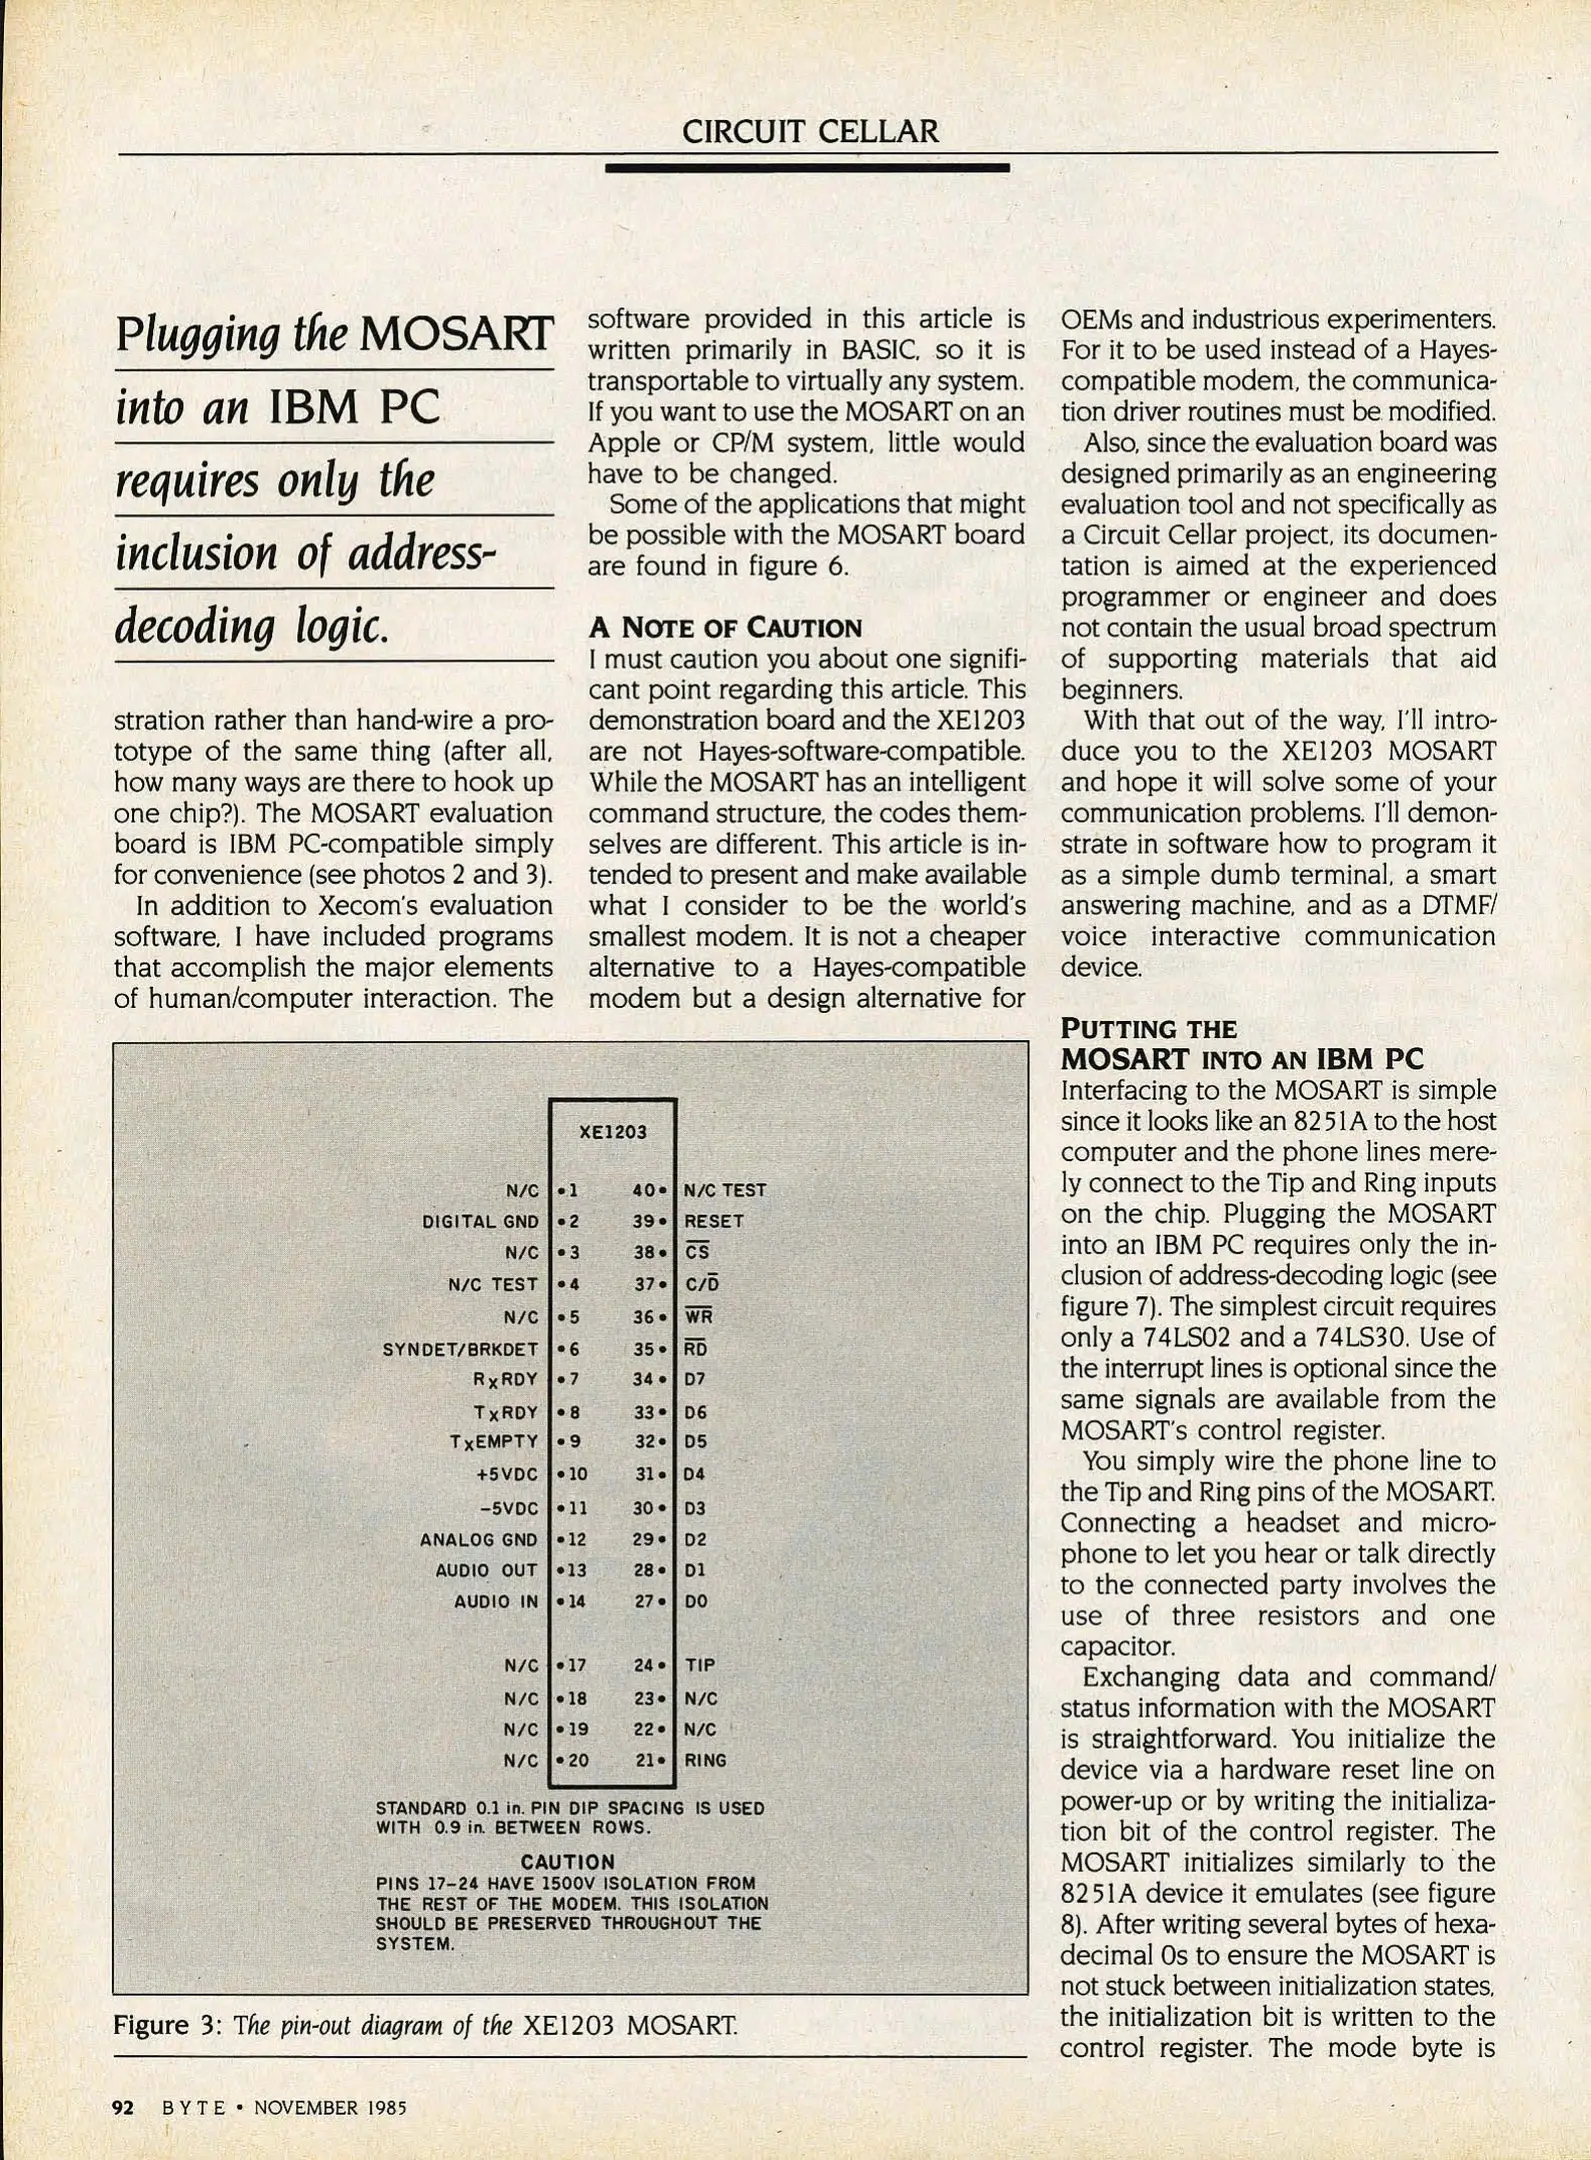 CIRCUIT CELLAR
Plugging the MOSART
into an IBM PC
requires only the
inclusion of address-
decoding logic.
stration rather than hand-wire a pro-
totype of the same thing (after all,
how many ways are there to hook up
one chip?). The MOSART evaluation
board is IBM PC-compatible simply
for convenience (see photos 2 and 3).
In addition to Xecom's evaluation
software, I have included programs
that accomplish the major elements
of human/computer interaction. The
software provided in this article is
written primarily in BASIC, so it is
transportable to virtually any system.
If you want to use the MOSART on an
Apple or CP/M system, little would
have to be changed.
Some of the applications that might
be possible with the MOSART board
are found in figure 6.
A NOTE OF CAUTION
I must caution you about one signifi-
cant point regarding this article. This
demonstration board and the XE1203
are not Hayes-software-compatible.
While the MOSART has an intelligent
command structure, the codes them-
selves are different. This article is in-
tended to present and make available
what I consider to be the world's
smallest modem. It is not a cheaper
alternative to a Hayes-compatible
modem but a design alternative for
OEMs and industrious experimenters.
For it to be used instead of a Hayes-
compatible modem, the communica-
tion driver routines must be modified.
Also, since the evaluation board was
designed primarily as an engineering
evaluation tool and not specifically as
a Circuit Cellar project, its documen-
tation is aimed at the experienced
programmer or engineer and does
not contain the usual broad spectrum
of supporting materials that aid
beginners.
With that out of the way, I'll intro-
duce you to the XE1203 MOSART
and hope it will solve some of your
communication problems. I'll demon-
strate in software how to program it
as a simple dumb terminal, a smart
answering machine, and as a DTMF/
voice interactive communication
device.
PUTTING THE
MOSART INTO AN IBM PC
Interfacing to the MOSART is simple
since it looks like an 8251A to the host
computer and the phone lines mere-
ly connect to the Tip and Ring inputs
on the chip. Plugging the MOSART
into an IBM PC requires only the in-
clusion of address-decoding logic (see
figure 7). The simplest circuit requires
only a 74LS02 and a 74LS30. Use of
the interrupt lines is optional since the
same signals are available from the
MOSART's control register.
You simply wire the phone line to
the Tip and Ring pins of the MOSART.
Connecting a headset and micro-
phone to let you hear or talk directly
to the connected party involves the
use of three resistors and one
capacitor.
Exchanging data and command/
status information with the MOSART
is straightforward. You initialize the
device via a hardware reset line on
power-up or by writing the initializa-
tion bit of the control register. The
MOSART initializes similarly to the
8251A device it emulates (see figure
8). After writing several bytes of hexa-
decimal 0s to ensure the MOSART is
not stuck between initialization states,
the initialization bit is written to the
control register. The mode byte is
XE1203
N/C •1 40• N/C TEST
DIGITAL GND •2 39• RESET
N/C •3 38• C̅S̅
N/C TEST •4 37• C/D̅
N/C •5 36• W̅R̅
SYNDET/BRKDET •6 35• R̅D̅
RxRDY •7 34• D7
TxRDY •8 33• D6
TxEMPTY •9 32• D5
+5VDC •10 31• D4
-5VDC •11 30• D3
ANALOG GND •12 29• D2
AUDIO OUT •13 28• D1
AUDIO IN •14 27• D0
N/C •17 24• TIP
N/C •18 23• N/C
N/C •19 22• N/C
N/C •20 21• RING
STANDARD 0.1 in. PIN DIP SPACING IS USED
WITH 0.9 in. BETWEEN ROWS.
CAUTION
PINS 17-24 HAVE 1500V ISOLATION FROM
THE REST OF THE MODEM. THIS ISOLATION
SHOULD BE PRESERVED THROUGHOUT THE
SYSTEM.
Figure 3: The pin-out diagram of the XE1203 MOSART.
92 BYTE • NOVEMBER 1985